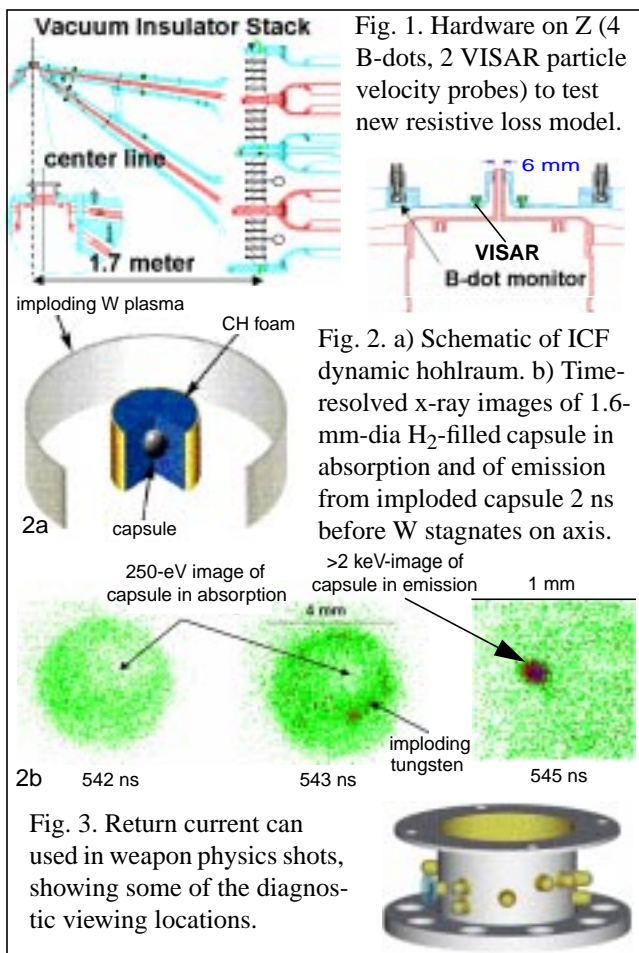 Vacuum Insulator Stack
center line
1.7 meter
Fig. 1. Hardware on Z (4
B-dots, 2 VISAR particle
velocity probes) to test
new resistive loss model.
6 mm
VISAR
B-dot monitor
imploding W plasma
CH foam
capsule
2a
Fig. 2. a) Schematic of ICF
dynamic hohlraum. b) Time-
resolved x-ray images of 1.6-
mm-dia H₂-filled capsule in
absorption and of emission
from imploded capsule 2 ns
before W stagnates on axis.
250-eV image of
capsule in absorption
4 mm
>2 keV-image of
capsule in emission
1 mm
imploding
tungsten
2b
542 ns
543 ns
545 ns
Fig. 3. Return current can
used in weapon physics shots,
showing some of the diagnos-
tic viewing locations.